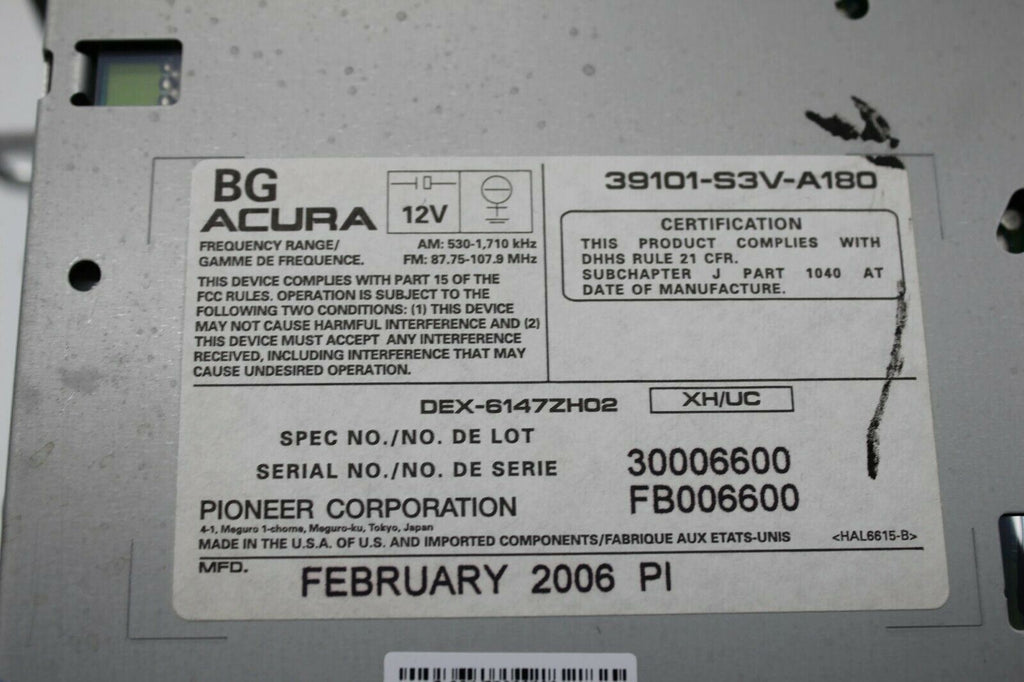 BG
ACURA
12V
FREQUENCY RANGE/ AM: 530-1,710 kHz
GAMME DE FREQUENCE. FM: 87.75-107.9 MHz
THIS DEVICE COMPLIES WITH PART 15 OF THE
FCC RULES. OPERATION IS SUBJECT TO THE
FOLLOWING TWO CONDITIONS: (1) THIS DEVICE
MAY NOT CAUSE HARMFUL INTERFERENCE AND (2)
THIS DEVICE MUST ACCEPT ANY INTERFERENCE
RECEIVED, INCLUDING INTERFERENCE THAT MAY
CAUSE UNDESIRED OPERATION.
39101-S3V-A180
CERTIFICATION
THIS PRODUCT COMPLIES WITH
DHHS RULE 21 CFR.
SUBCHAPTER J PART 1040 AT
DATE OF MANUFACTURE.
DEX-6147ZH02 XH/UC
SPEC NO./NO. DE LOT
SERIAL NO./NO. DE SERIE 30006600
FB006600
PIONEER CORPORATION
4-1, Meguro 1-chome, Meguro-ku, Tokyo, Japan
MADE IN THE U.S.A. OF U.S. AND IMPORTED COMPONENTS/FABRIQUE AUX ETATS-UNIS <HAL6615-B>
MFD. FEBRUARY 2006 PI